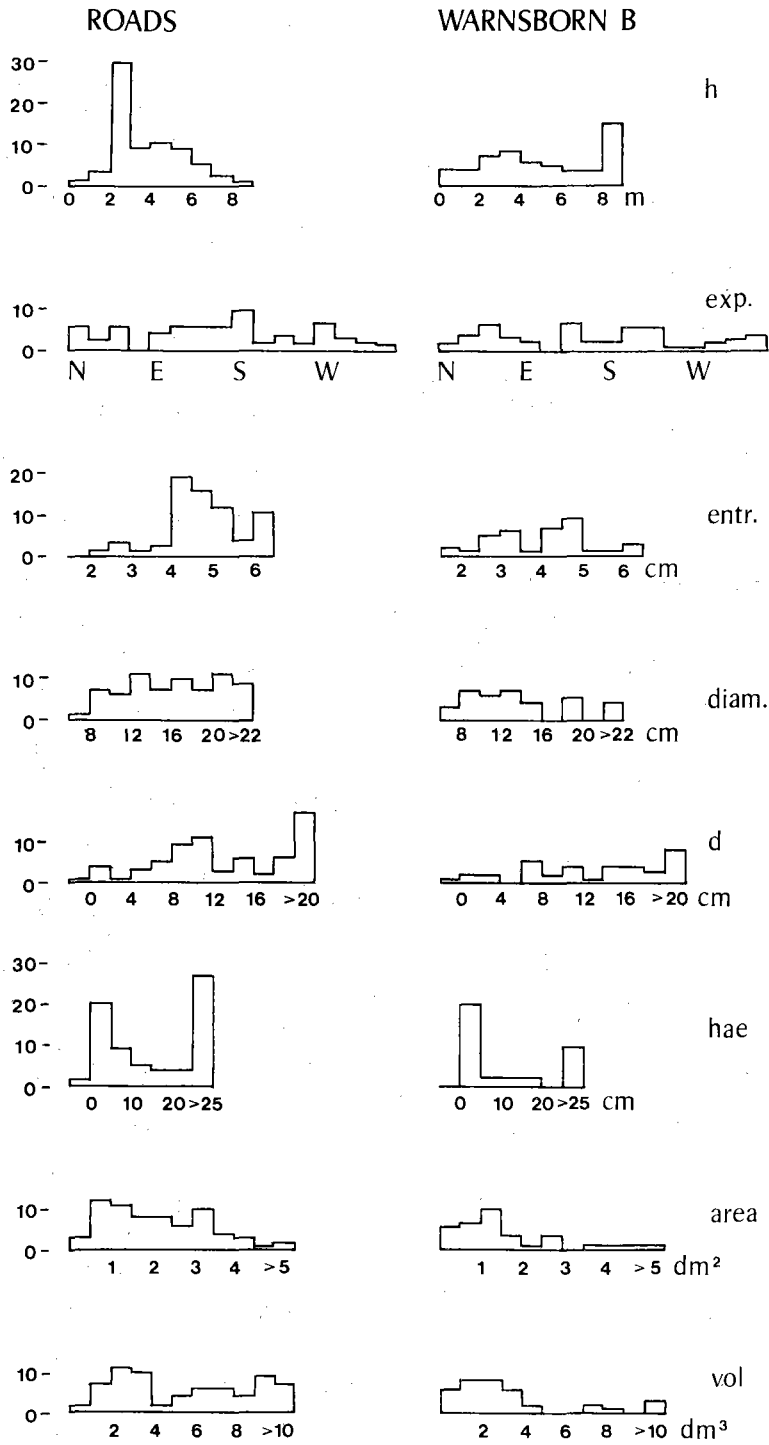 ROADS WARNSBORN B
30 h
20
10
0
0 2 4 6 8 0 2 4 6 8 m
10 exp.
0
N E S W N E S W
20 entr.
10
0
2 3 4 5 6 2 3 4 5 6 cm
10 diam.
0
8 12 16 20 >22 8 12 16 20 >22 cm
10 d
0
0 4 8 12 16 >20 0 4 8 12 16 >20 cm
30 hae
20
10
0
0 10 20 >25 0 10 20 >25 cm
10 area
0
1 2 3 4 >5 1 2 3 4 >5 dm²
10 vol
0
2 4 6 8 >10 2 4 6 8 >10 dm³